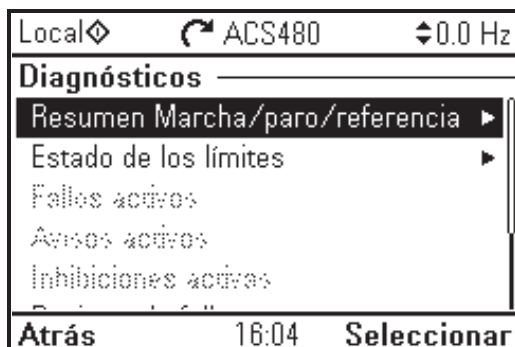 Local ACS480 0.0 Hz
Diagnósticos
Resumen Marcha/paro/referencia
Estado de los límites
Fallos activos
Avisos activos
Inhibiciones activas
Atrás 16:04 Seleccionar